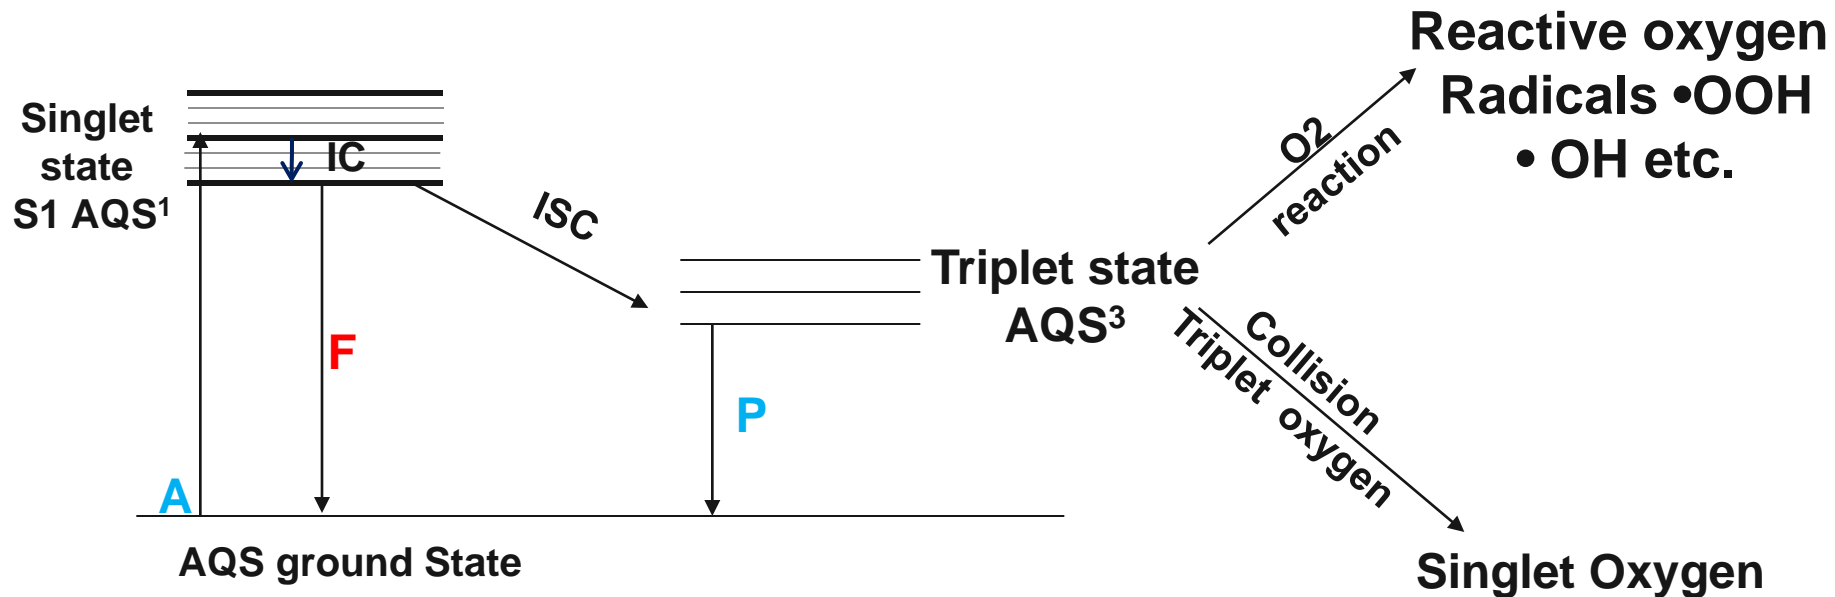 Singlet
state
S1 AQS¹
IC
ISC
F
A
P
AQS ground State
Triplet state
AQS³
O2
reaction
Collision
Triplet oxygen
Reactive oxygen
Radicals •OOH
• OH etc.
Singlet Oxygen